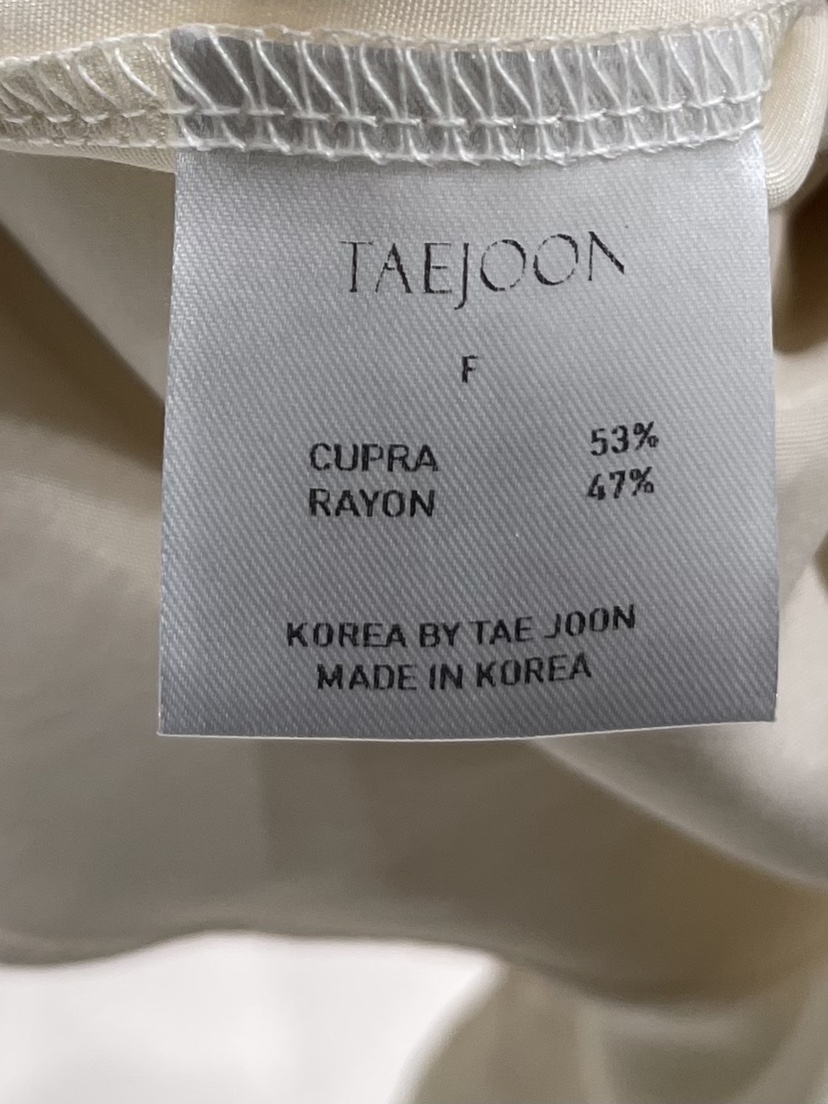 TAEJOON
F
CUPRA 53%
RAYON 47%
KOREA BY TAE JOON
MADE IN KOREA